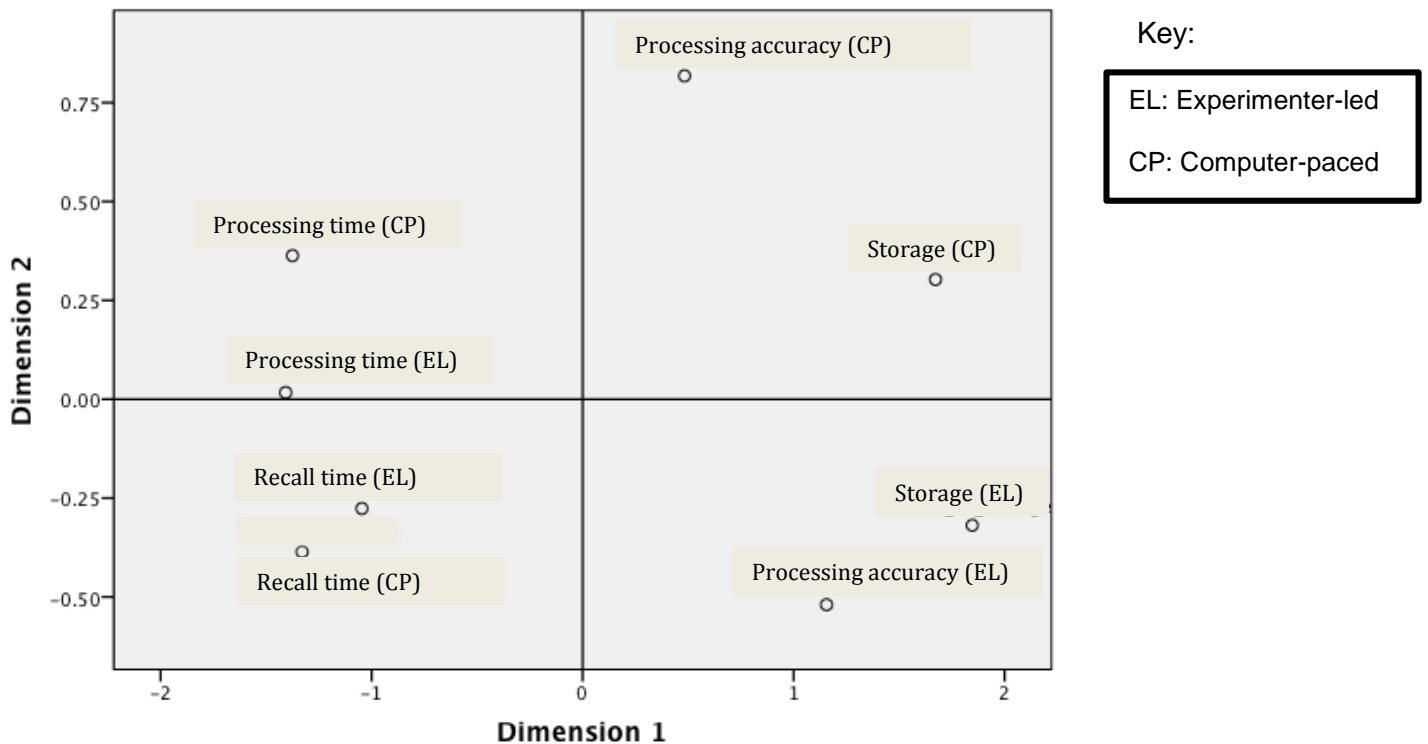 Processing accuracy (CP)
Key:
EL: Experimenter-led
CP: Computer-paced
0.75
0.50
Processing time (CP)
Storage (CP)
0.25
Dimension 2
Processing time (EL)
0.00
Recall time (EL)
Storage (EL)
-0.25
Processing accuracy (EL)
Recall time (CP)
-0.50
-2
-1
0
1
2
Dimension 1